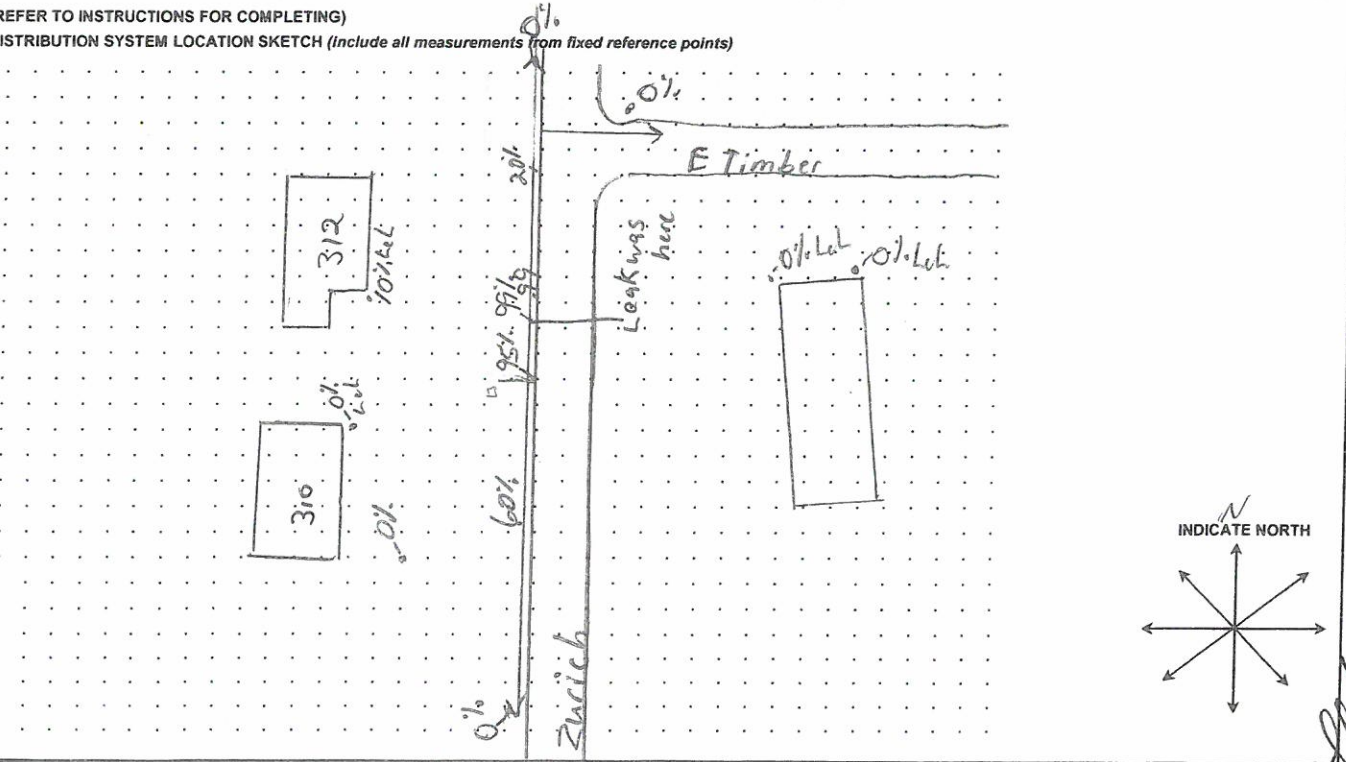 REFER TO INSTRUCTIONS FOR COMPLETING)
ISTRIBUTION SYSTEM LOCATION SKETCH (include all measurements from fixed reference points)
0%
0%
E Timber
20%
312
10% Lel
Leak was
here
0% Lel
0% Lel
99%
95%
0%
Lel
310
60%
0%
N
INDICATE NORTH
0%
Zurich